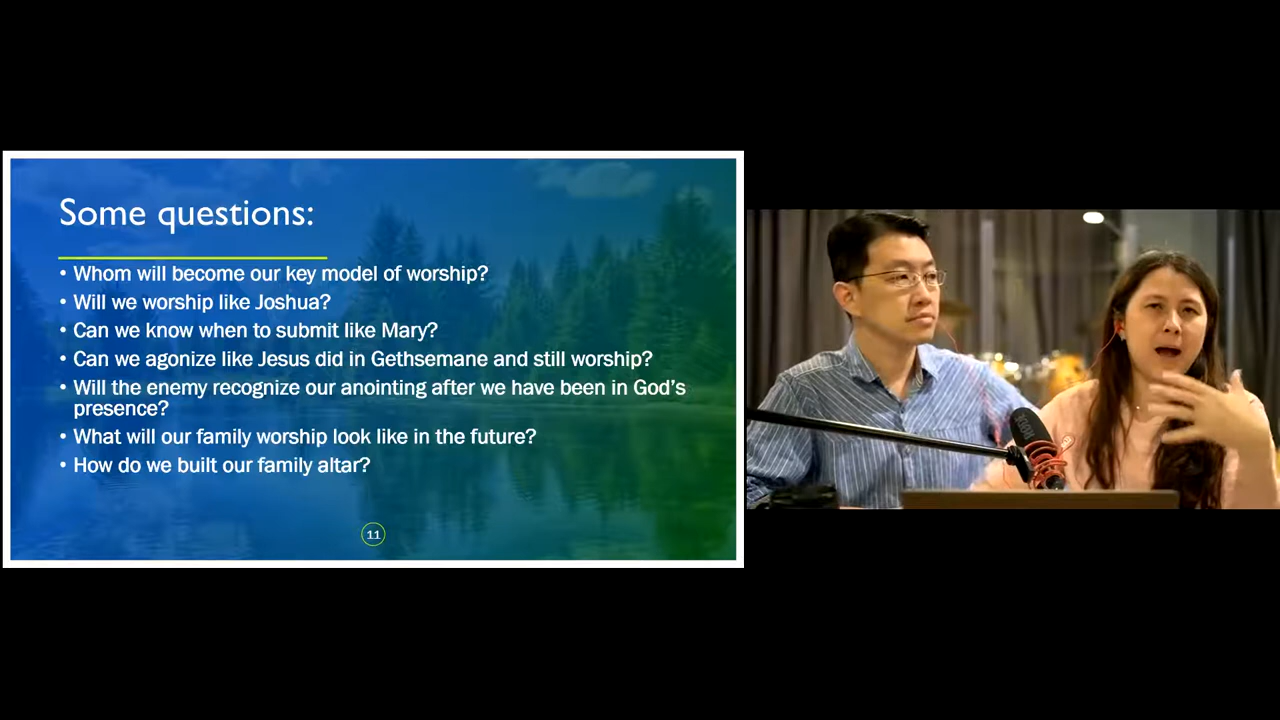 Some questions:
• Whom will become our key model of worship?
• Will we worship like Joshua?
• Can we know when to submit like Mary?
• Can we agonize like Jesus did in Gethsemane and still worship?
• Will the enemy recognize our anointing after we have been in God's
presence?
• What will our family worship look like in the future?
• How do we built our family altar?
11